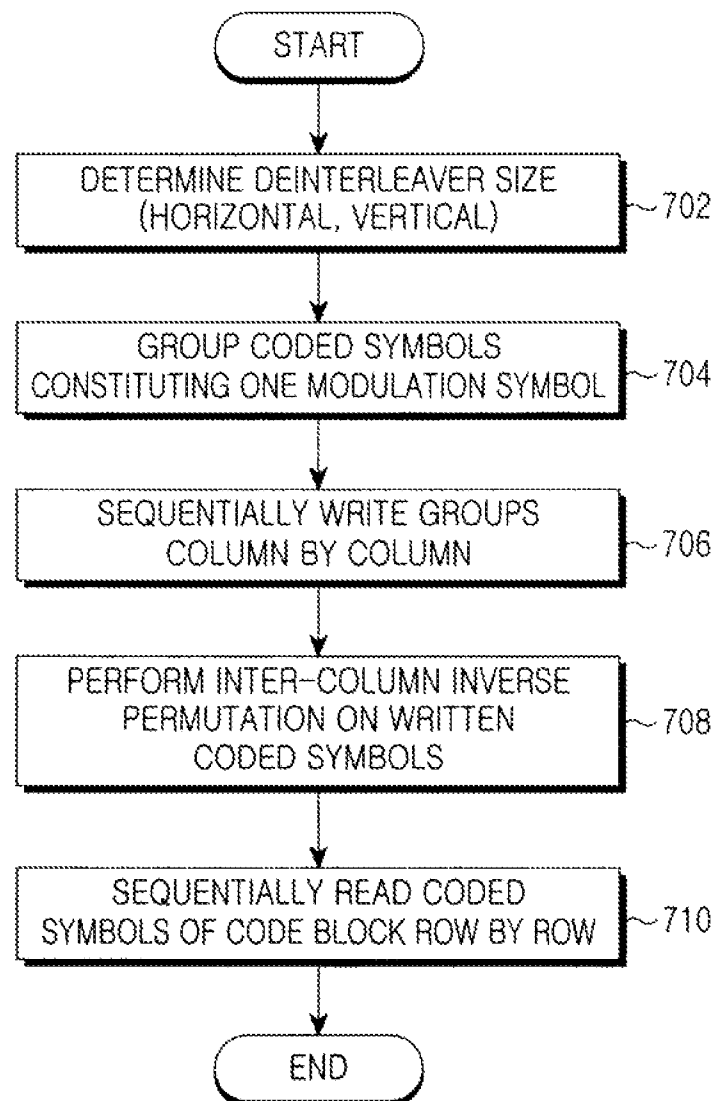 START
DETERMINE DEINTERLEAVER SIZE
(HORIZONTAL, VERTICAL)
702
GROUP CODED SYMBOLS
CONSTITUTING ONE MODULATION SYMBOL
704
SEQUENTIALLY WRITE GROUPS
COLUMN BY COLUMN
706
PERFORM INTER-COLUMN INVERSE
PERMUTATION ON WRITTEN
CODED SYMBOLS
708
SEQUENTIALLY READ CODED
SYMBOLS OF CODE BLOCK ROW BY ROW
710
END